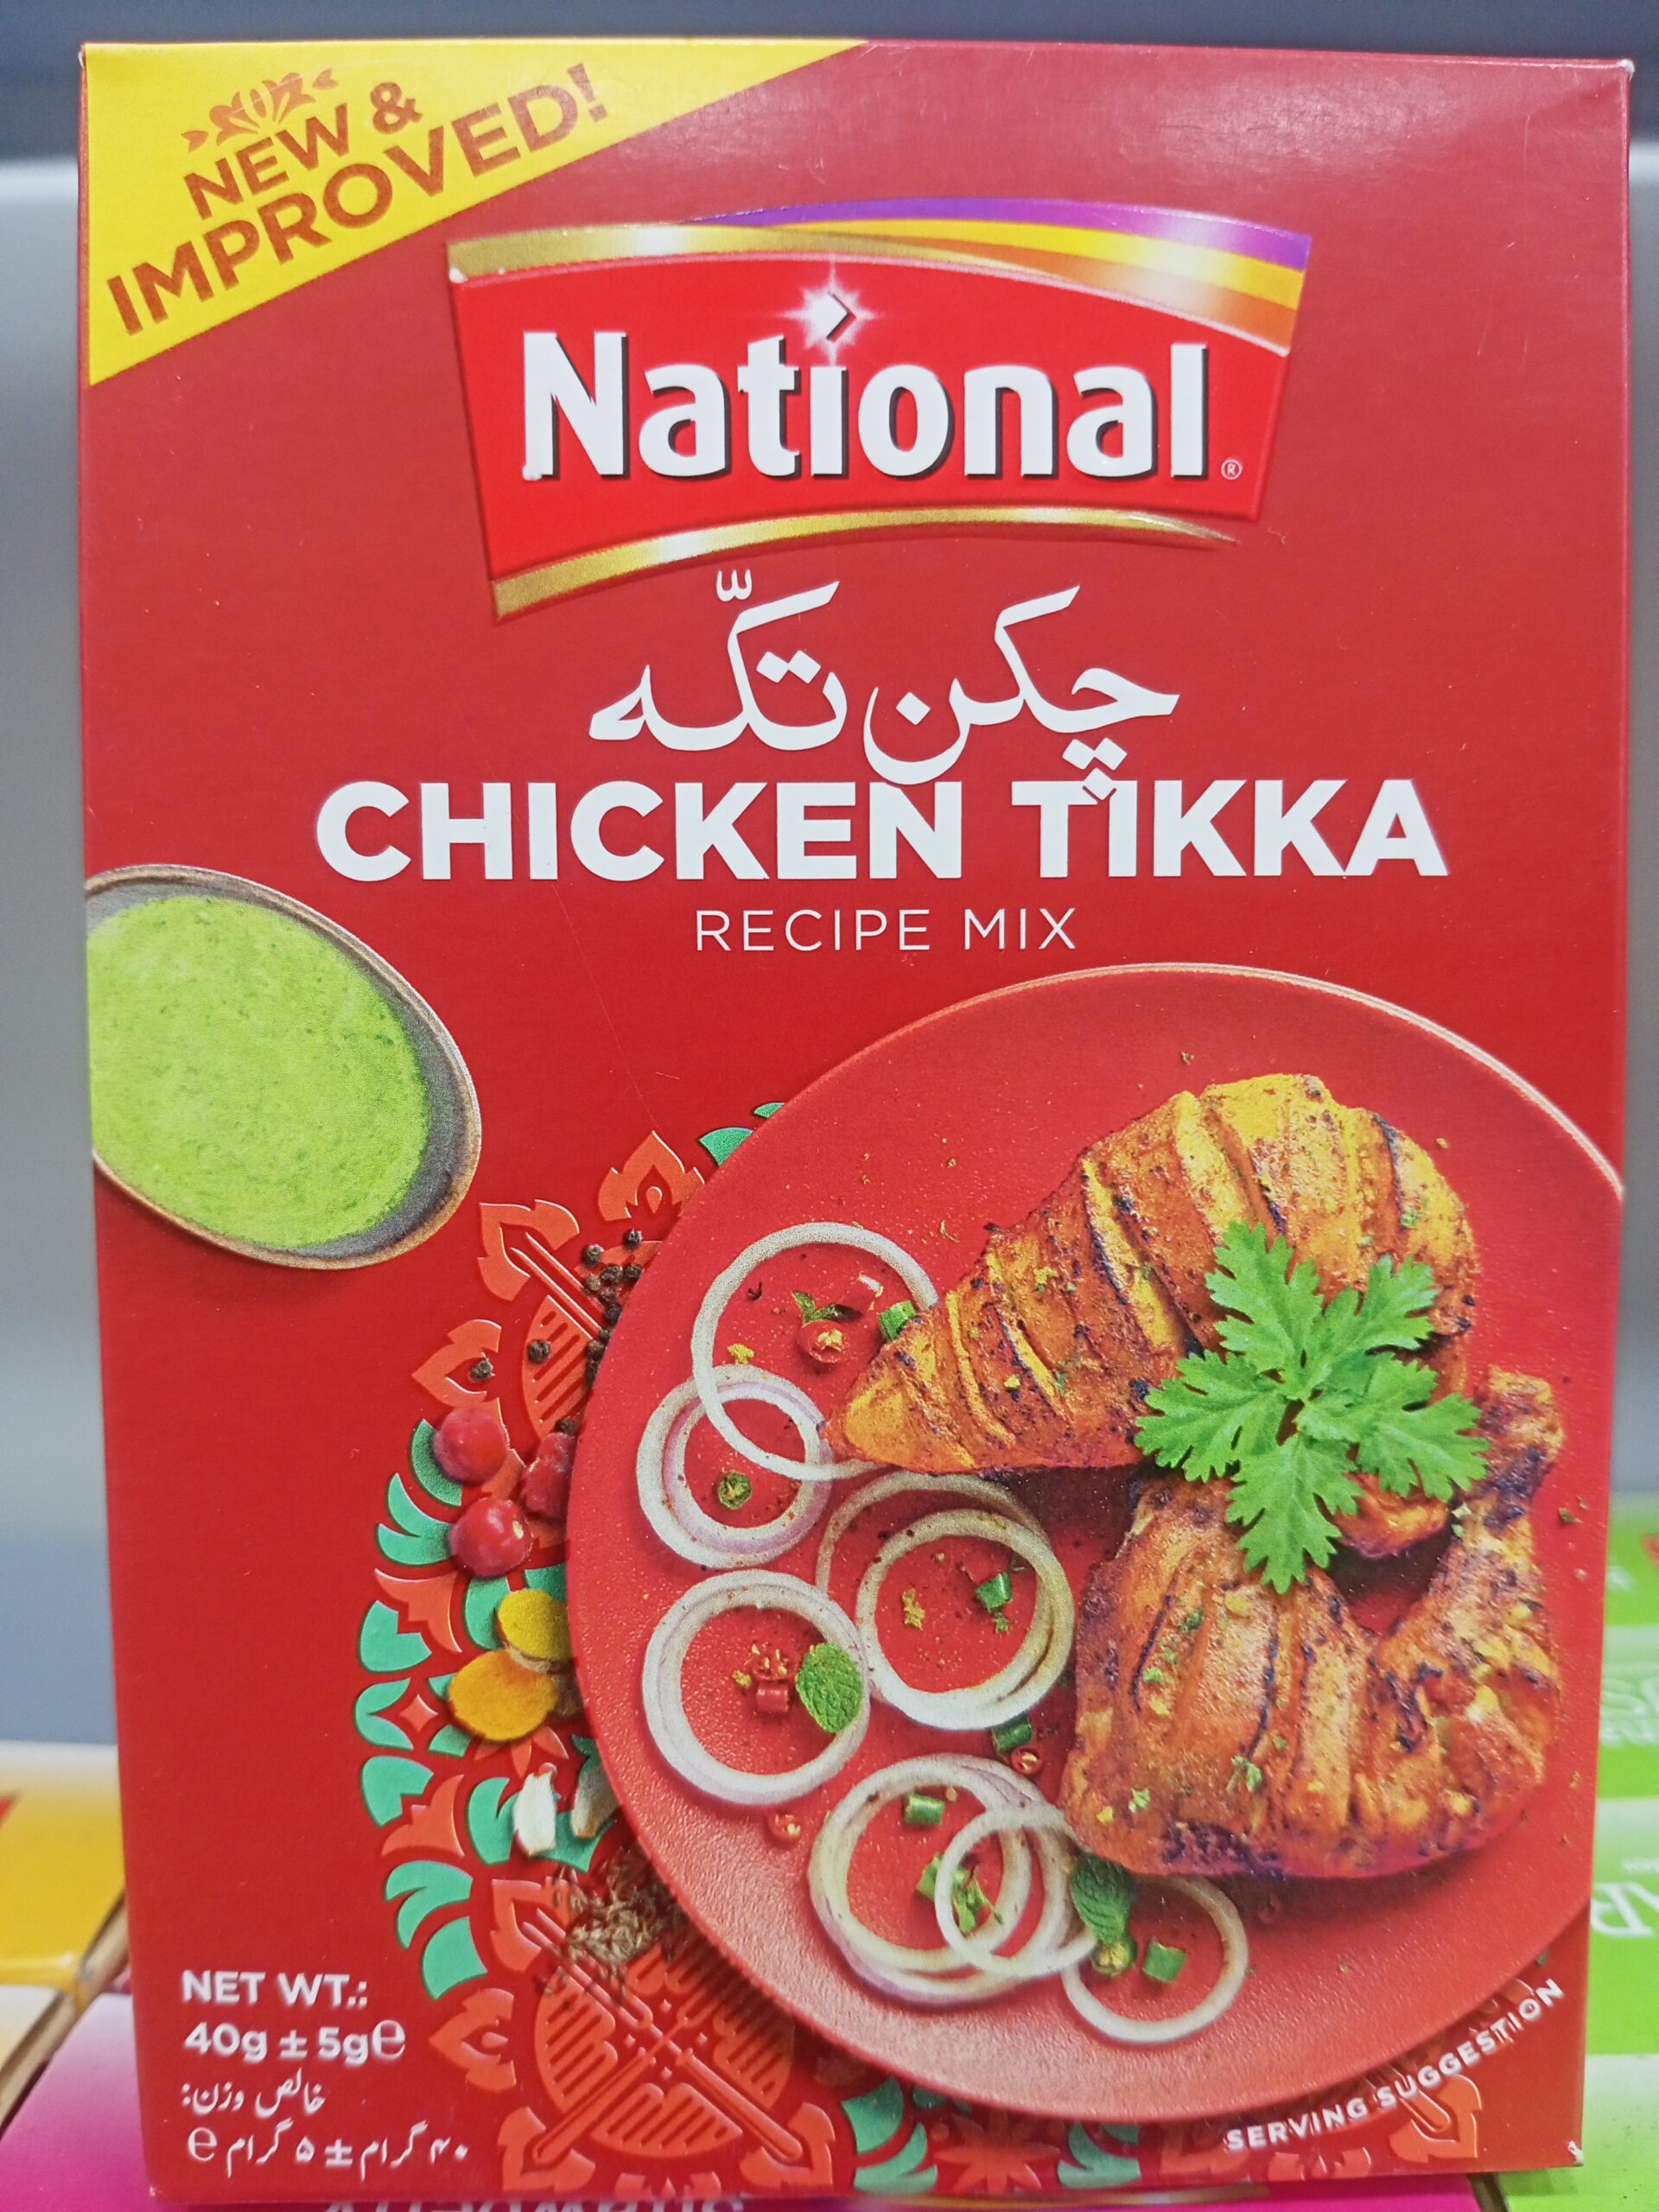 NEW &
IMPROVED!
National®
چکن تکّہ
CHICKEN TIKKA
RECIPE MIX
NET WT.:
40g ± 5g℮
خالص وزن:
۴۰ گرام ± ۵ گرام ℮
SERVING SUGGESTION